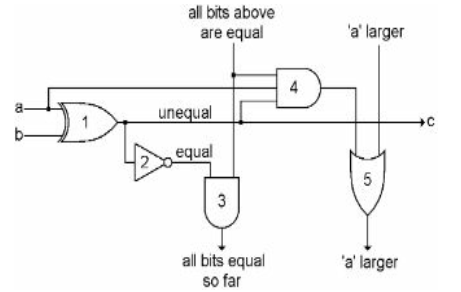 all bits above
are equal
'a' larger
a
4
unequal
c
1
b
2
equal
3
5
all bits equal
so far
'a' larger